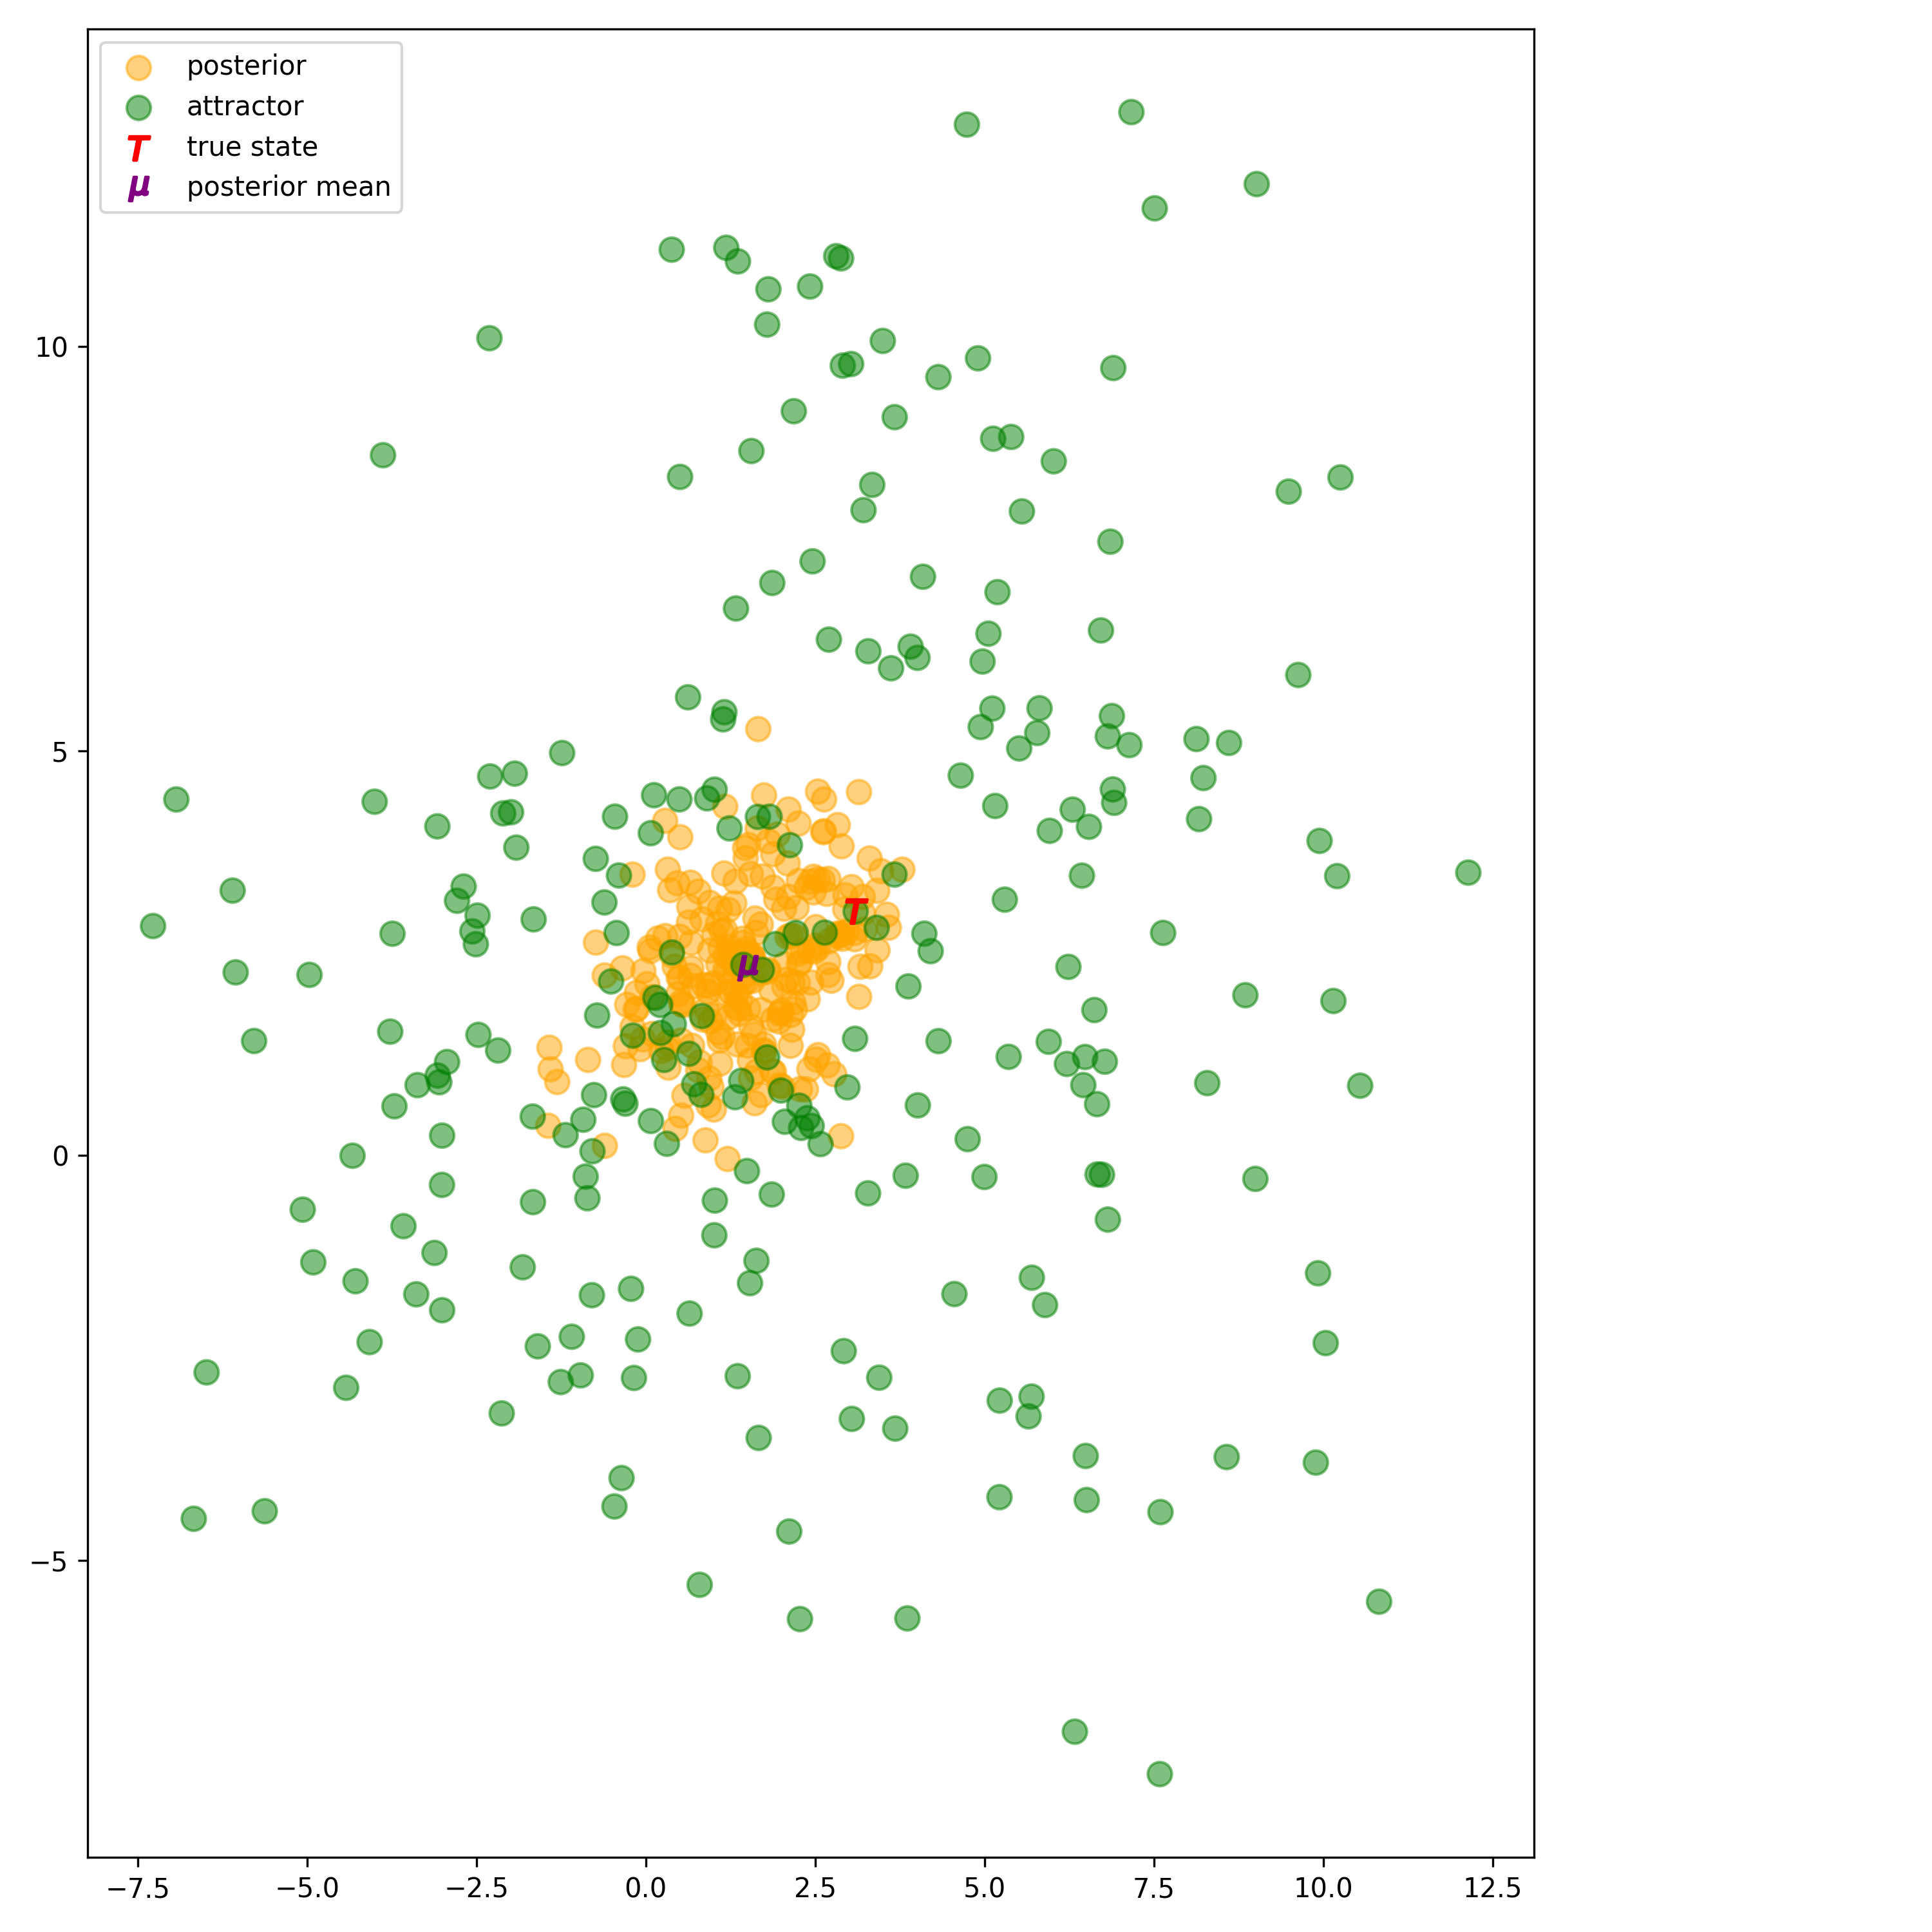 posterior
attractor
T true state
μ posterior mean
10
5
0
−5
−7.5 −5.0 −2.5 0.0 2.5 5.0 7.5 10.0 12.5
T
μ